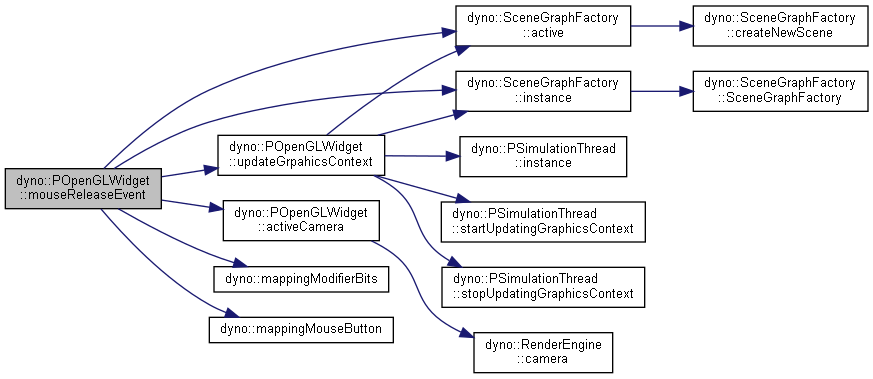 dyno::SceneGraphFactory
::active
dyno::SceneGraphFactory
::createNewScene
dyno::SceneGraphFactory
::instance
dyno::SceneGraphFactory
::SceneGraphFactory
dyno::POpenGLWidget
::updateGrpahicsContext
dyno::PSimulationThread
::instance
dyno::POpenGLWidget
::mouseReleaseEvent
dyno::POpenGLWidget
::activeCamera
dyno::PSimulationThread
::startUpdatingGraphicsContext
dyno::mappingModifierBits
dyno::PSimulationThread
::stopUpdatingGraphicsContext
dyno::mappingMouseButton
dyno::RenderEngine
::camera